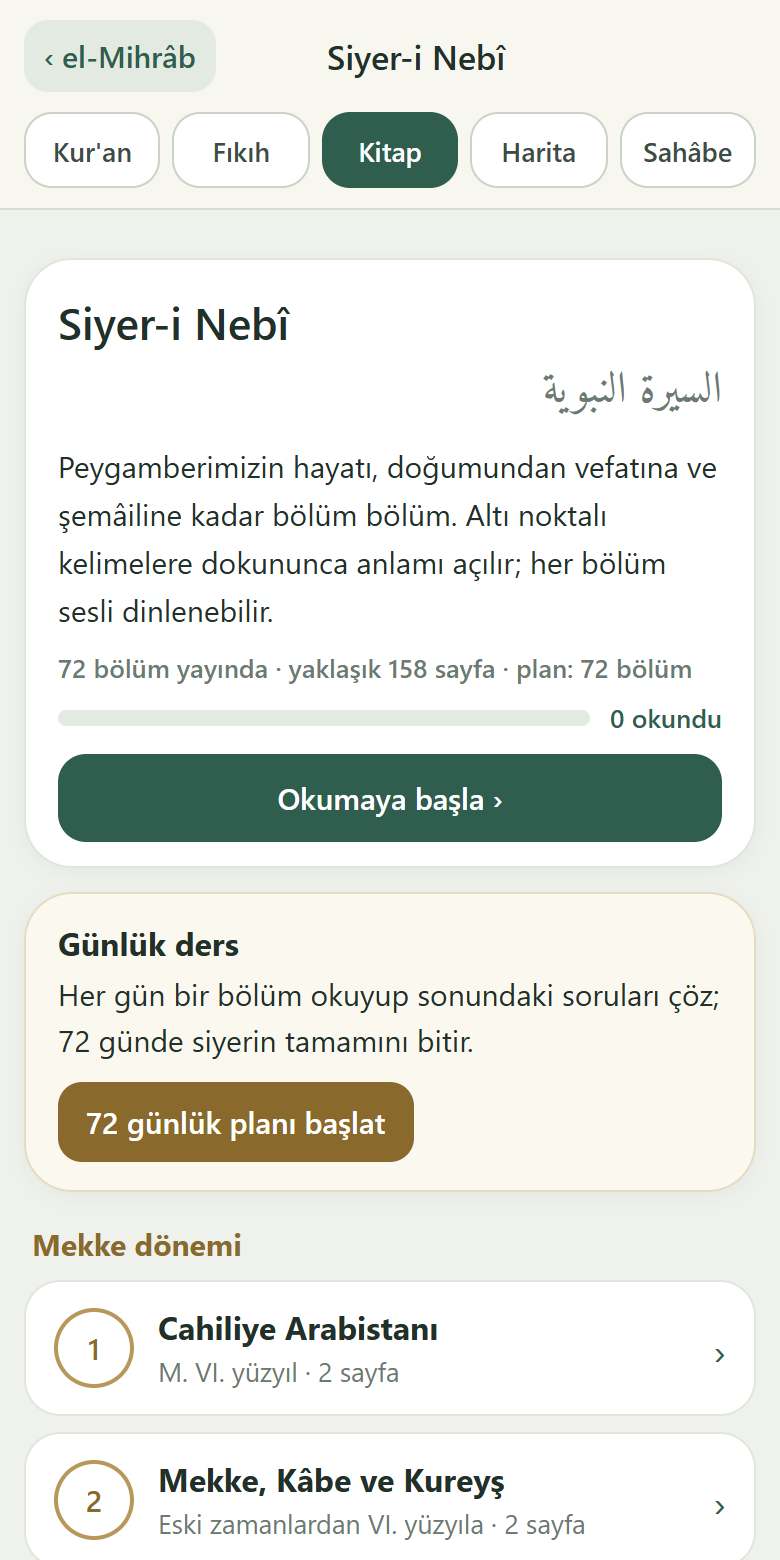 ‹ el-Mihrâb
Siyer-i Nebî
Kur'an
Fıkıh
Kitap
Harita
Sahâbe
Siyer-i Nebî
السيرة النبوية
Peygamberimizin hayatı, doğumundan vefatına ve
şemâiline kadar bölüm bölüm. Altı noktalı
kelimelere dokununca anlamı açılır; her bölüm
sesli dinlenebilir.
72 bölüm yayında · yaklaşık 158 sayfa · plan: 72 bölüm
0 okundu
Okumaya başla ›
Günlük ders
Her gün bir bölüm okuyup sonundaki soruları çöz;
72 günde siyerin tamamını bitir.
72 günlük planı başlat
Mekke dönemi
1
Cahiliye Arabistanı
M. VI. yüzyıl · 2 sayfa
›
2
Mekke, Kâbe ve Kureyş
Eski zamanlardan VI. yüzyıla · 2 sayfa
›